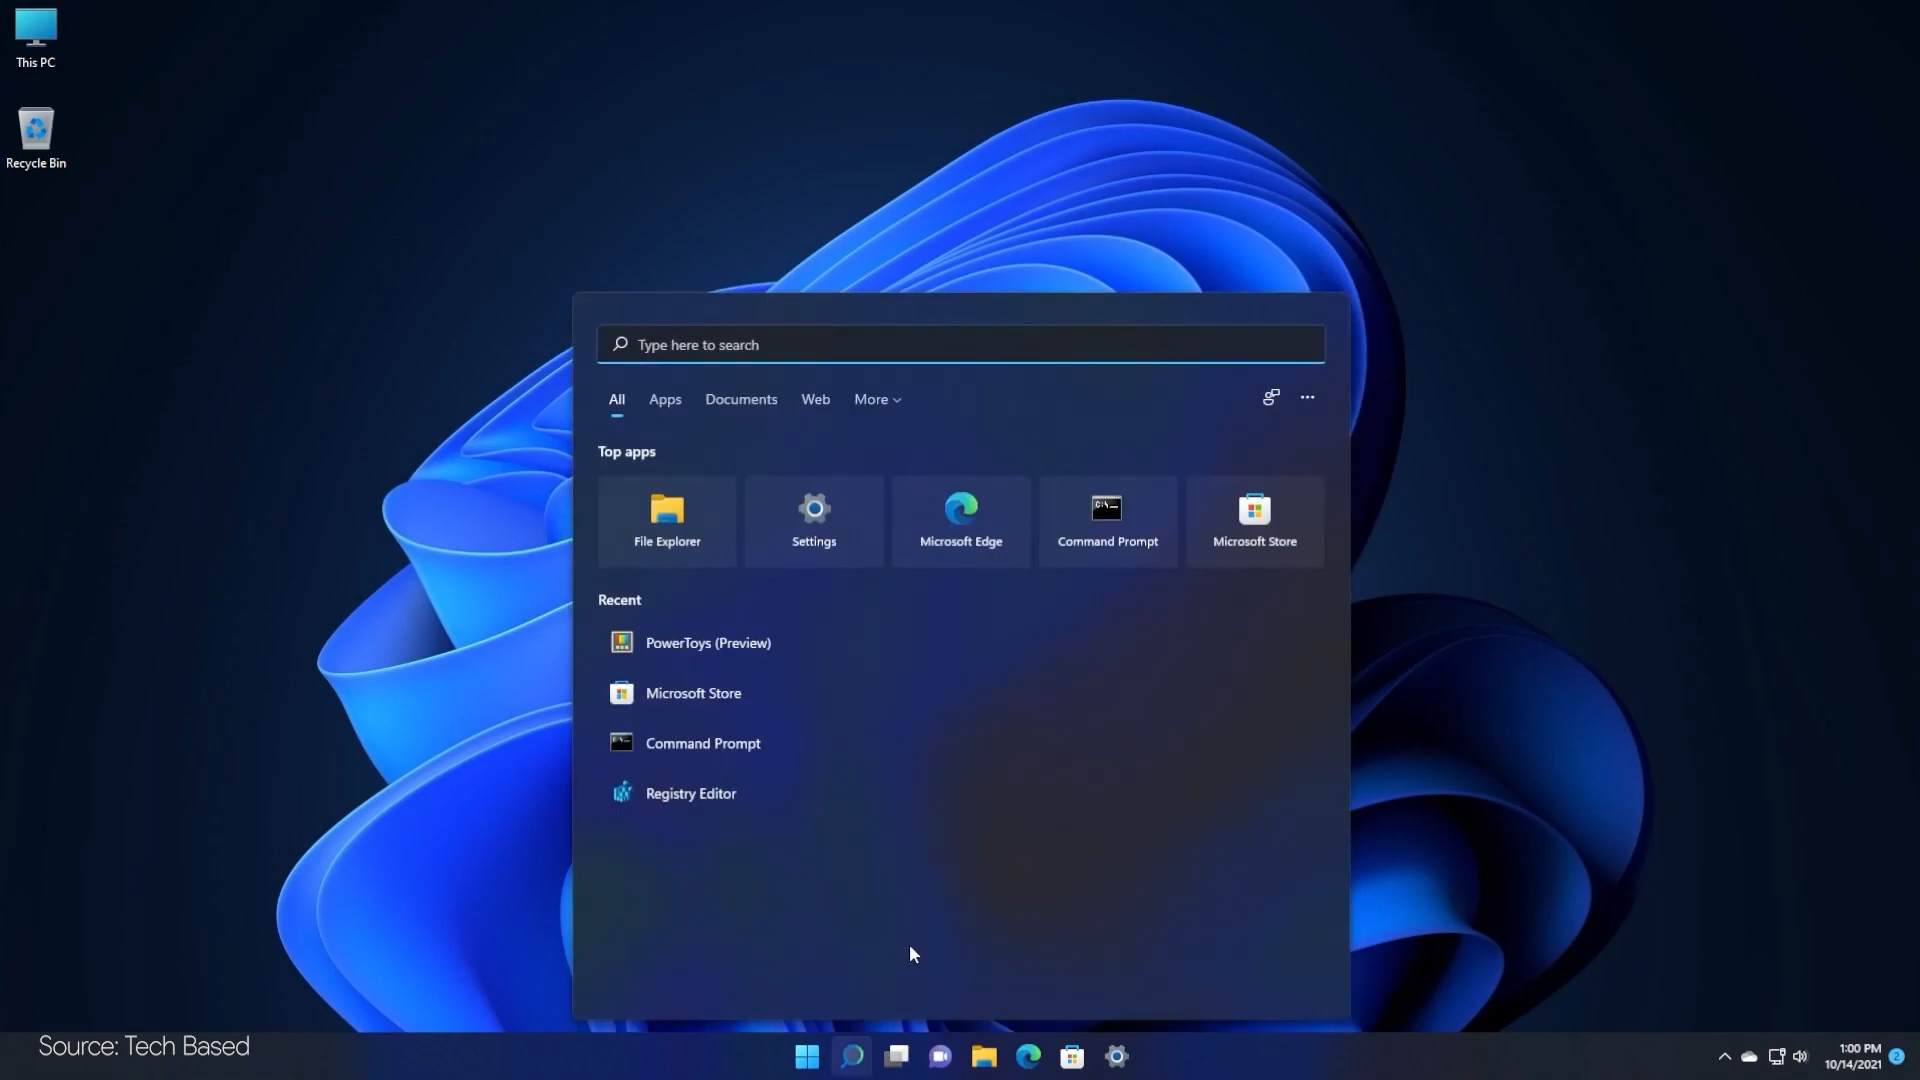 This PC
Recycle Bin
Type here to search
All Apps Documents Web More
Top apps
File Explorer Settings Microsoft Edge Command Prompt Microsoft Store
Recent
PowerToys (Preview)
Microsoft Store
Command Prompt
Registry Editor
Source: Tech Based
1:00 PM
10/14/2021
2